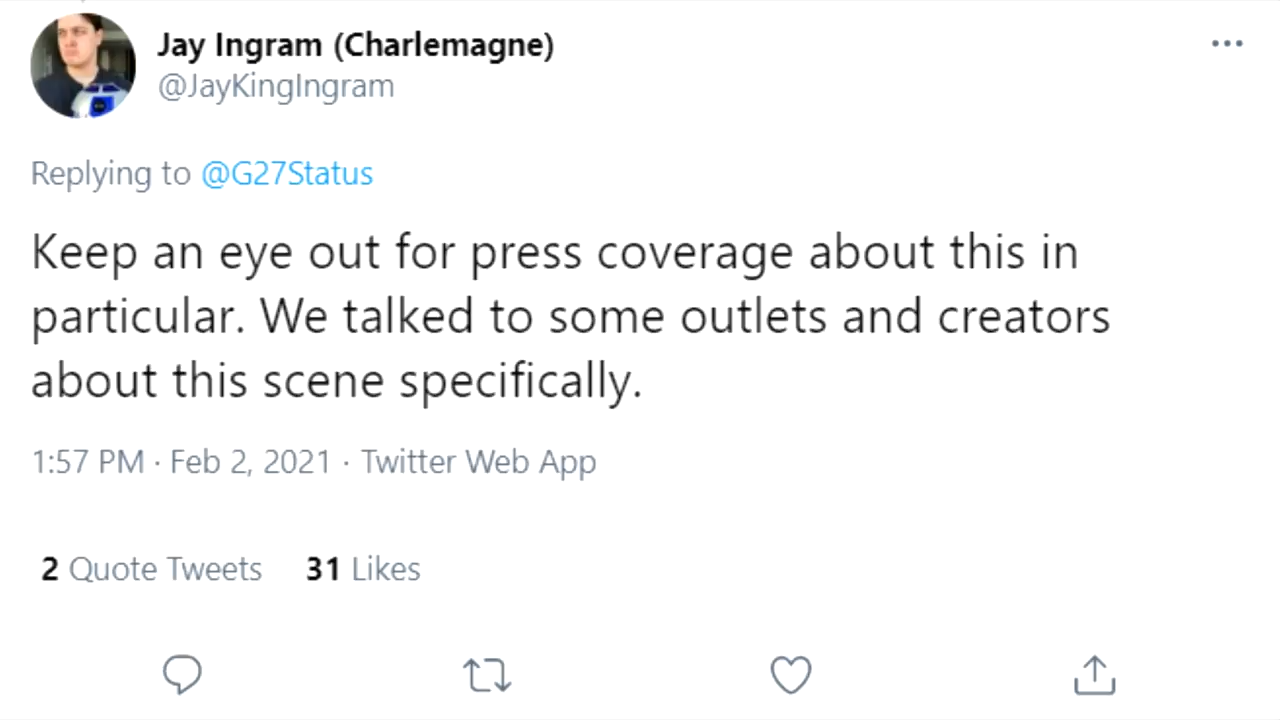 Jay Ingram (Charlemagne)
@JayKingIngram
Replying to @G27Status
Keep an eye out for press coverage about this in
particular. We talked to some outlets and creators
about this scene specifically.
1:57 PM · Feb 2, 2021 · Twitter Web App
2 Quote Tweets 31 Likes